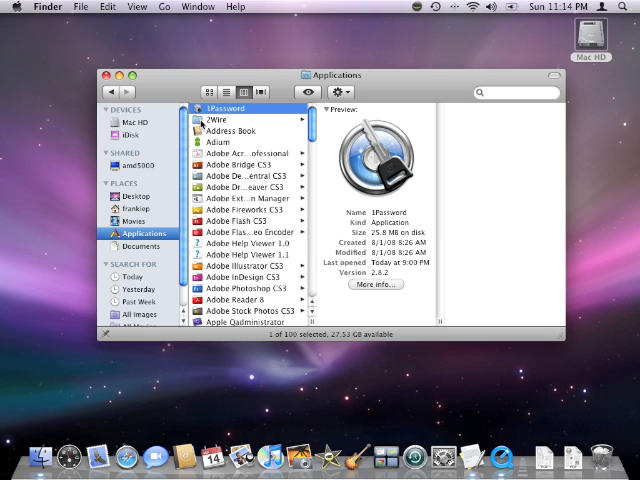 Finder File Edit View Go Window Help Sun 11:14 PM
Mac HD
Applications
DEVICES
Mac HD
iDisk
SHARED
amd5000
PLACES
Desktop
frankiep
Movies
Applications
Documents
SEARCH FOR
Today
Yesterday
Past Week
All Images
1Password
2Wire
Address Book
Adium
Adobe Acr...ofessional
Adobe Bridge CS3
Adobe De...entral CS3
Adobe Dr...eaver CS3
Adobe Ext...n Manager
Adobe Fireworks CS3
Adobe Flash CS3
Adobe Flas...eo Encoder
Adobe Help Viewer 1.0
Adobe Help Viewer 1.1
Adobe Illustrator CS3
Adobe InDesign CS3
Adobe Photoshop CS3
Adobe Reader 8
Adobe Stock Photos CS3
Apple Qadministrator
Preview:
Name 1Password
Kind Application
Size 25.8 MB on disk
Created 8/1/08 8:26 AM
Modified 8/1/08 8:26 AM
Last opened Today at 9:00 PM
Version 2.8.2
More info...
1 of 100 selected, 27.53 GB available
14